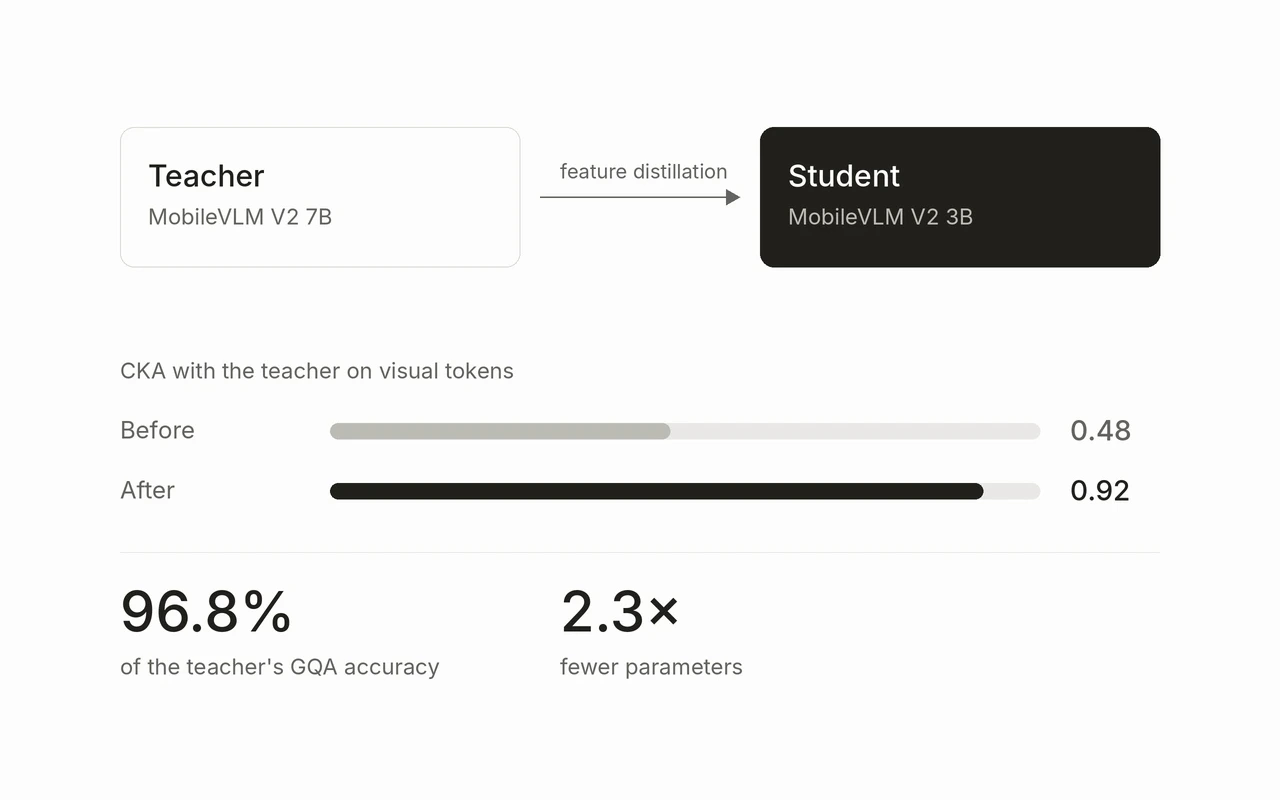 Teacher
MobileVLM V2 7B
feature distillation
Student
MobileVLM V2 3B
CKA with the teacher on visual tokens
Before
0.48
After
0.92
96.8%
of the teacher's GQA accuracy
2.3×
fewer parameters